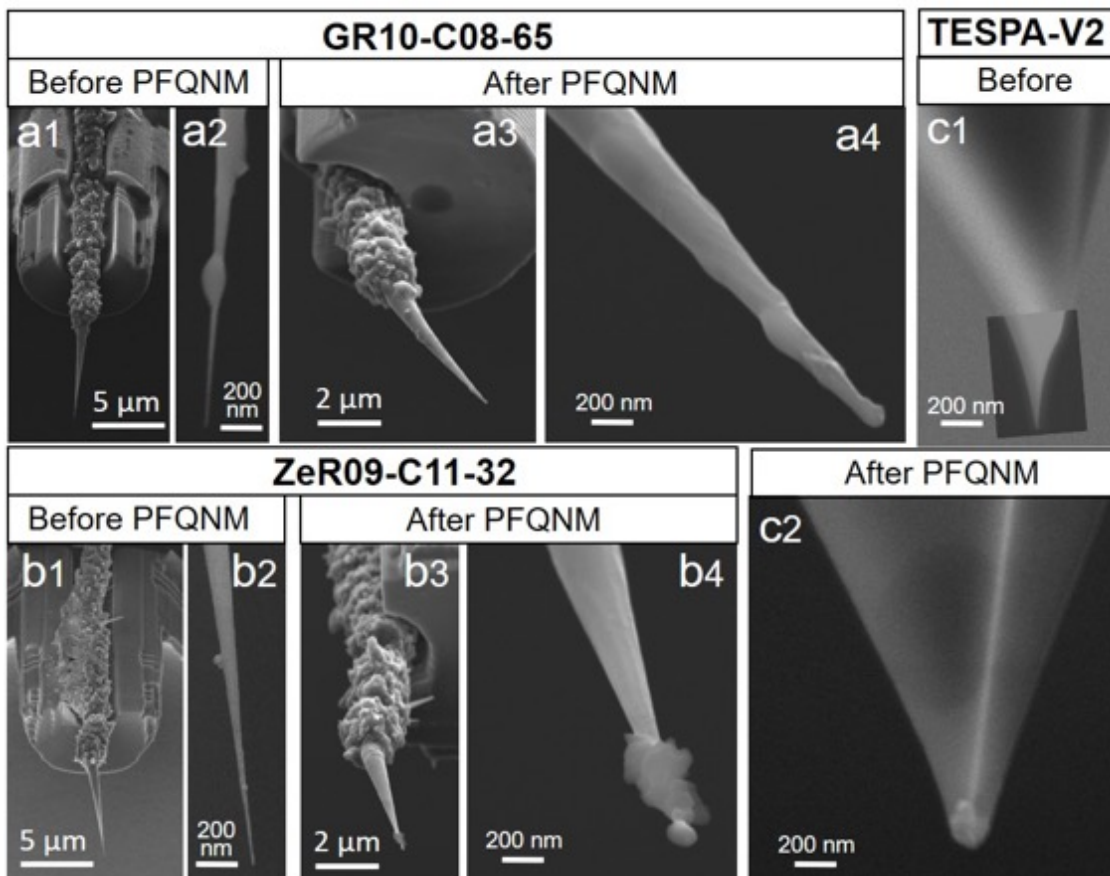 GR10-C08-65
Before PFQNM
After PFQNM
a1
a2
a3
a4
5 µm
200
nm
2 µm
200 nm
TESPA-V2
Before
c1
200 nm
ZeR09-C11-32
Before PFQNM
After PFQNM
b1
b2
b3
b4
5 µm
200
nm
2 µm
200 nm
After PFQNM
c2
200 nm